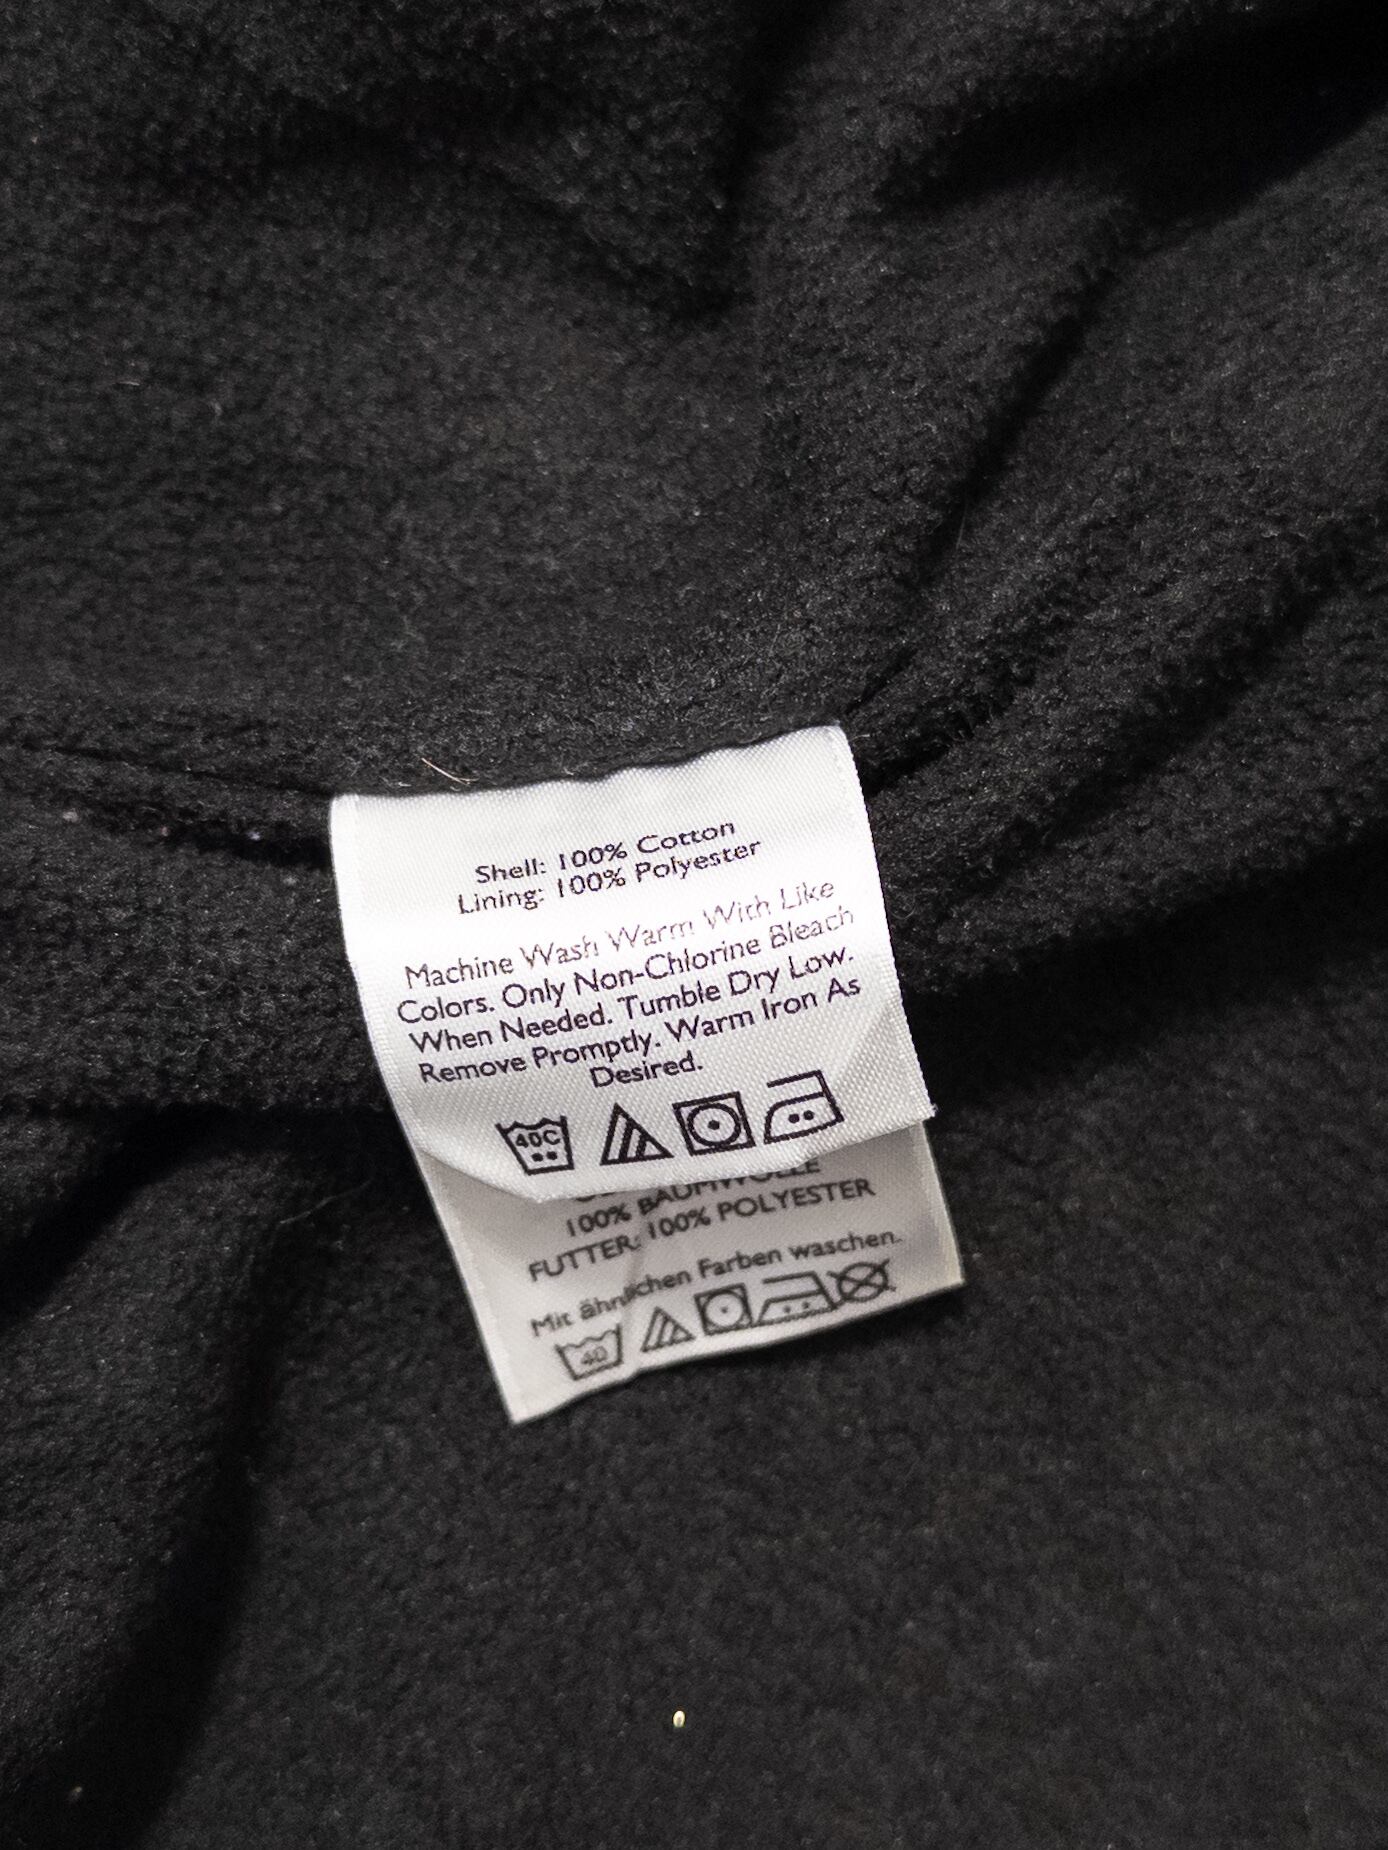 Shell: 100% Cotton
Lining: 100% Polyester
Machine Wash Warm With Like
Colors. Only Non-Chlorine Bleach
When Needed. Tumble Dry Low.
Remove Promptly. Warm Iron As
Desired.
40C
100% BAUMWOLLE
FUTTER: 100% POLYESTER
Mit ähnlichen Farben waschen.
40